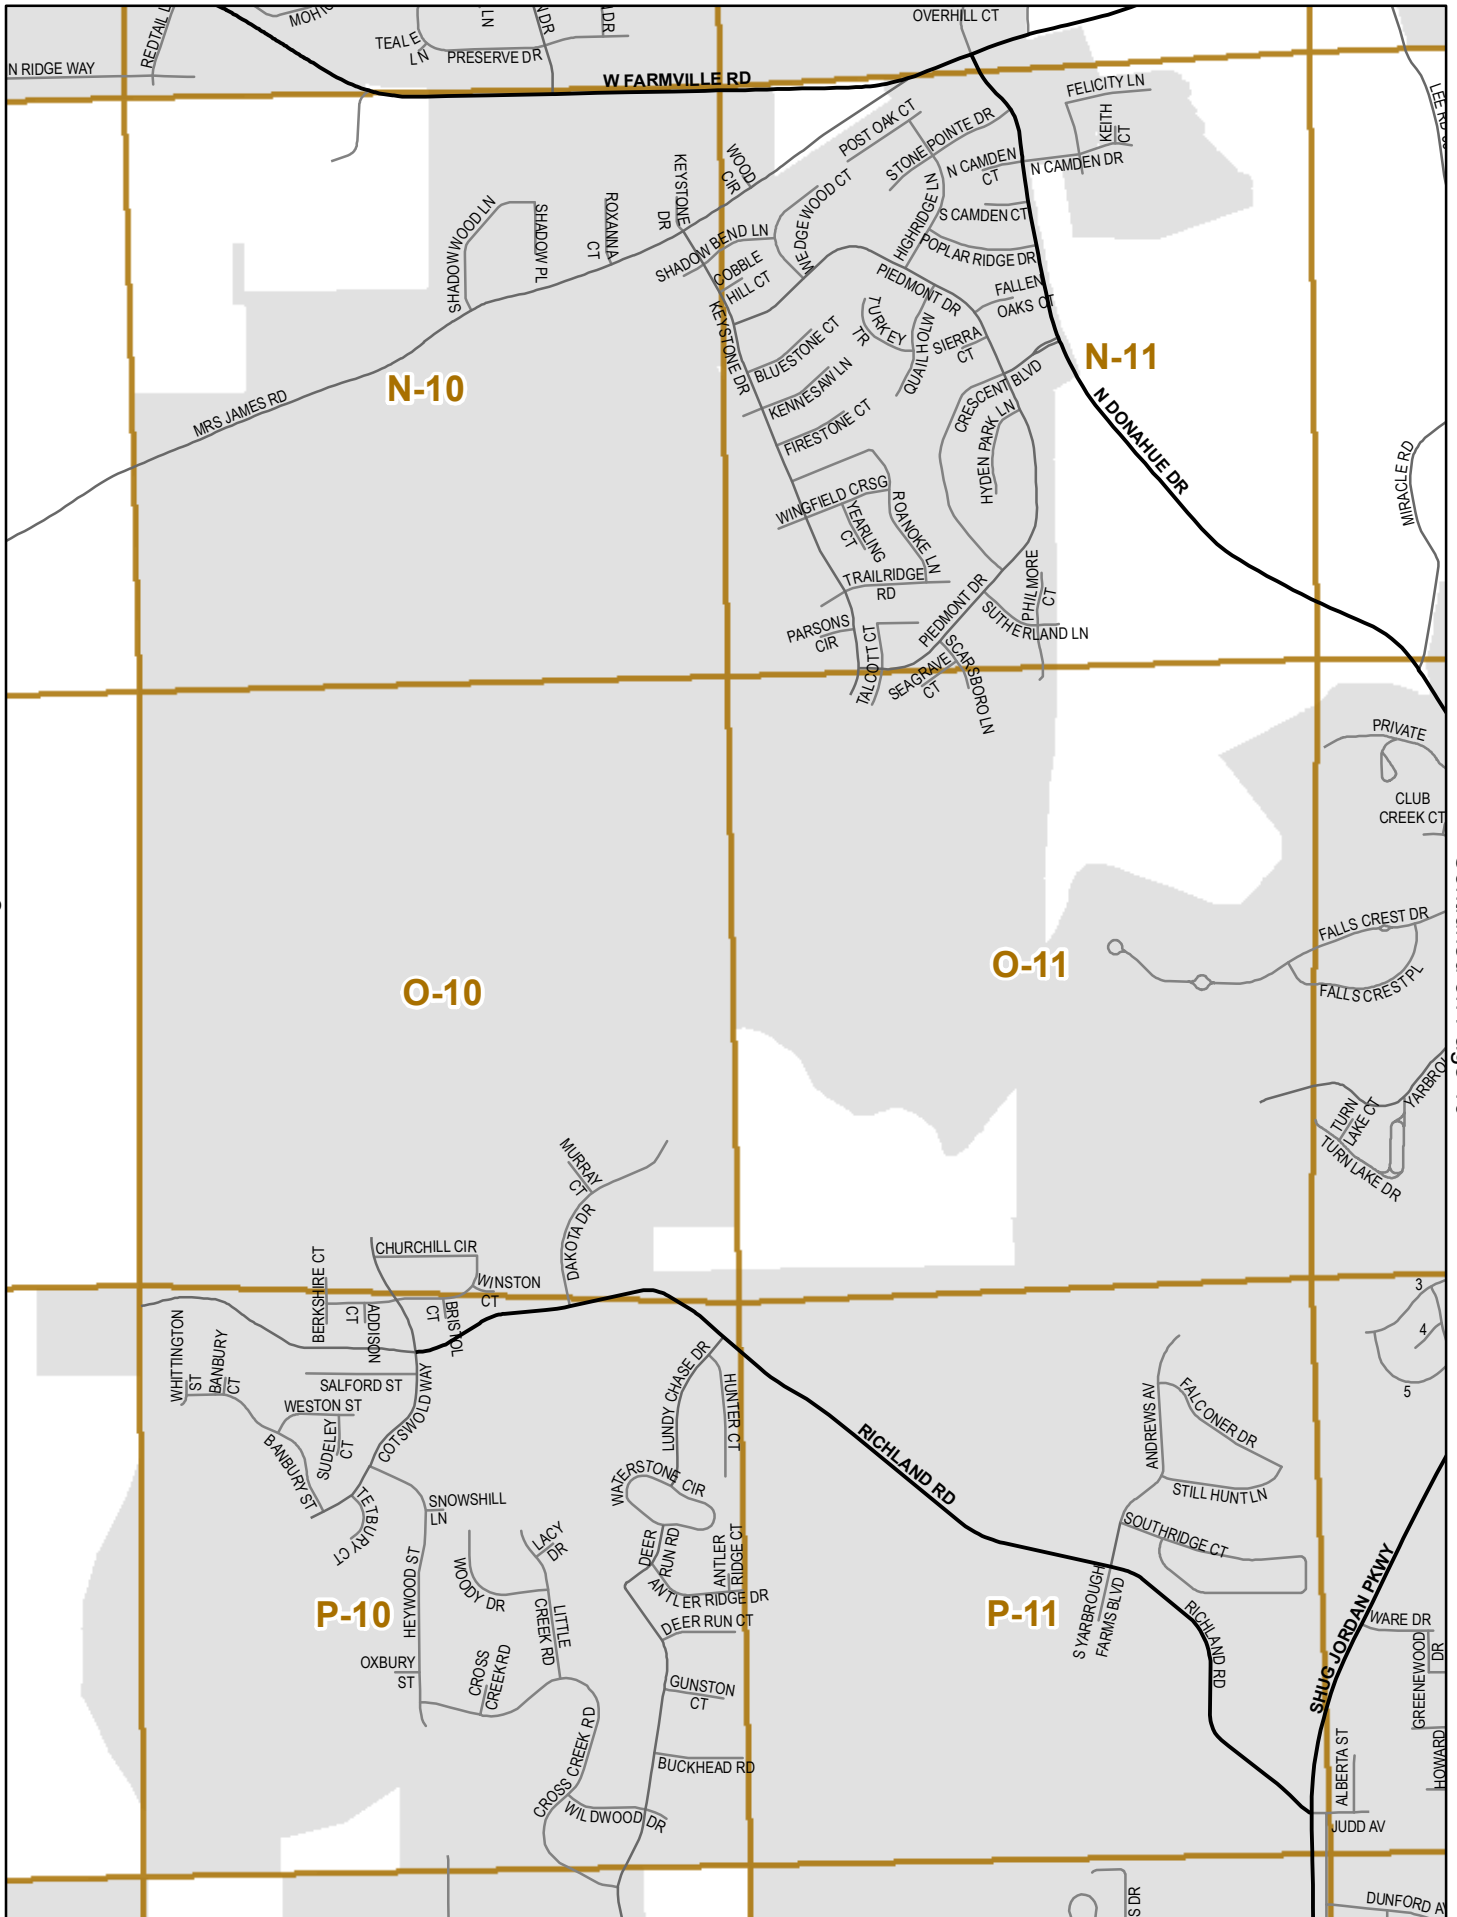 OVERHILL CT
LN
TEALE
LN
PRESERVE DR
N RIDGE WAY
W FARMVILLE RD
FELICITY LN
KEITH
CT
POST OAK CT
STONE POINTE DR
N CAMDEN
CT
N CAMDEN DR
WOOD
CIR
KEYSTONE
DR
WEDGEWOOD CT
HIGHRIDGE LN
S CAMDEN CT
SHADOWWOOD LN
SHADOW PL
ROXANNA
CT
SHADOW BEND LN
POPLAR RIDGE DR
COBBLE
HILL CT
PIEDMONT DR
FALLEN
OAKS CT
KEYSTONE DR
TURKEY
TR
QUAIL HOLW
SIERRA
CT
BLUESTONE CT
N-11
N-10
KENNESAW LN
CRESCENT BLVD
MRS JAMES RD
FIRESTONE CT
HYDEN PARK LN
N DONAHUE DR
MIRACLE RD
WINGFIELD CRSG
YEARLING
CT
ROANOKE LN
TRAILRIDGE
RD
PHILMORE
CT
PIEDMONT DR
SUTHERLAND LN
PARSONS
CIR
TALCOTT CT
SEAGRAVE
CT
SCARSBORO LN
PRIVATE
CLUB
CREEK CT
FALLS CREST DR
O-11
O-10
FALLS CREST PL
TURN
LAKE CT
TURN LAKE DR
MURRAY
CT
DAKOTA DR
CHURCHILL CIR
WINSTON
CT
BERKSHIRE CT
ADDISON
CT
BRISTOL
CT
3
4
5
WHITTINGTON
ST
BANBURY
CT
SALFORD ST
WESTON ST
SUDELEY
CT
COTSWOLD WAY
BANBURY ST
TETBURY CT
LUNDY CHASE DR
HUNTER CT
RICHLAND RD
ANDREWS AV
FALCONER DR
STILL HUNT LN
WATERSTONE CIR
SNOWSHILL
LN
SOUTHRIDGE CT
LACY
DR
WOODY DR
HEYWOOD ST
DEER
RUN RD
ANTLER
RIDGE CT
ANTLER RIDGE DR
P-10
P-11
LITTLE
CREEK RD
DEER RUN CT
S YARBROUGH
FARMS BLVD
RICHLAND RD
SHUG JORDAN PKWY
WARE DR
GREENEWOOD
DR
OXBURY
ST
CROSS
CREEK RD
GUNSTON
CT
CROSS CREEK RD
BUCKHEAD RD
WILDWOOD DR
ALBERTA ST
HOWARD
JUDD AV
S DR